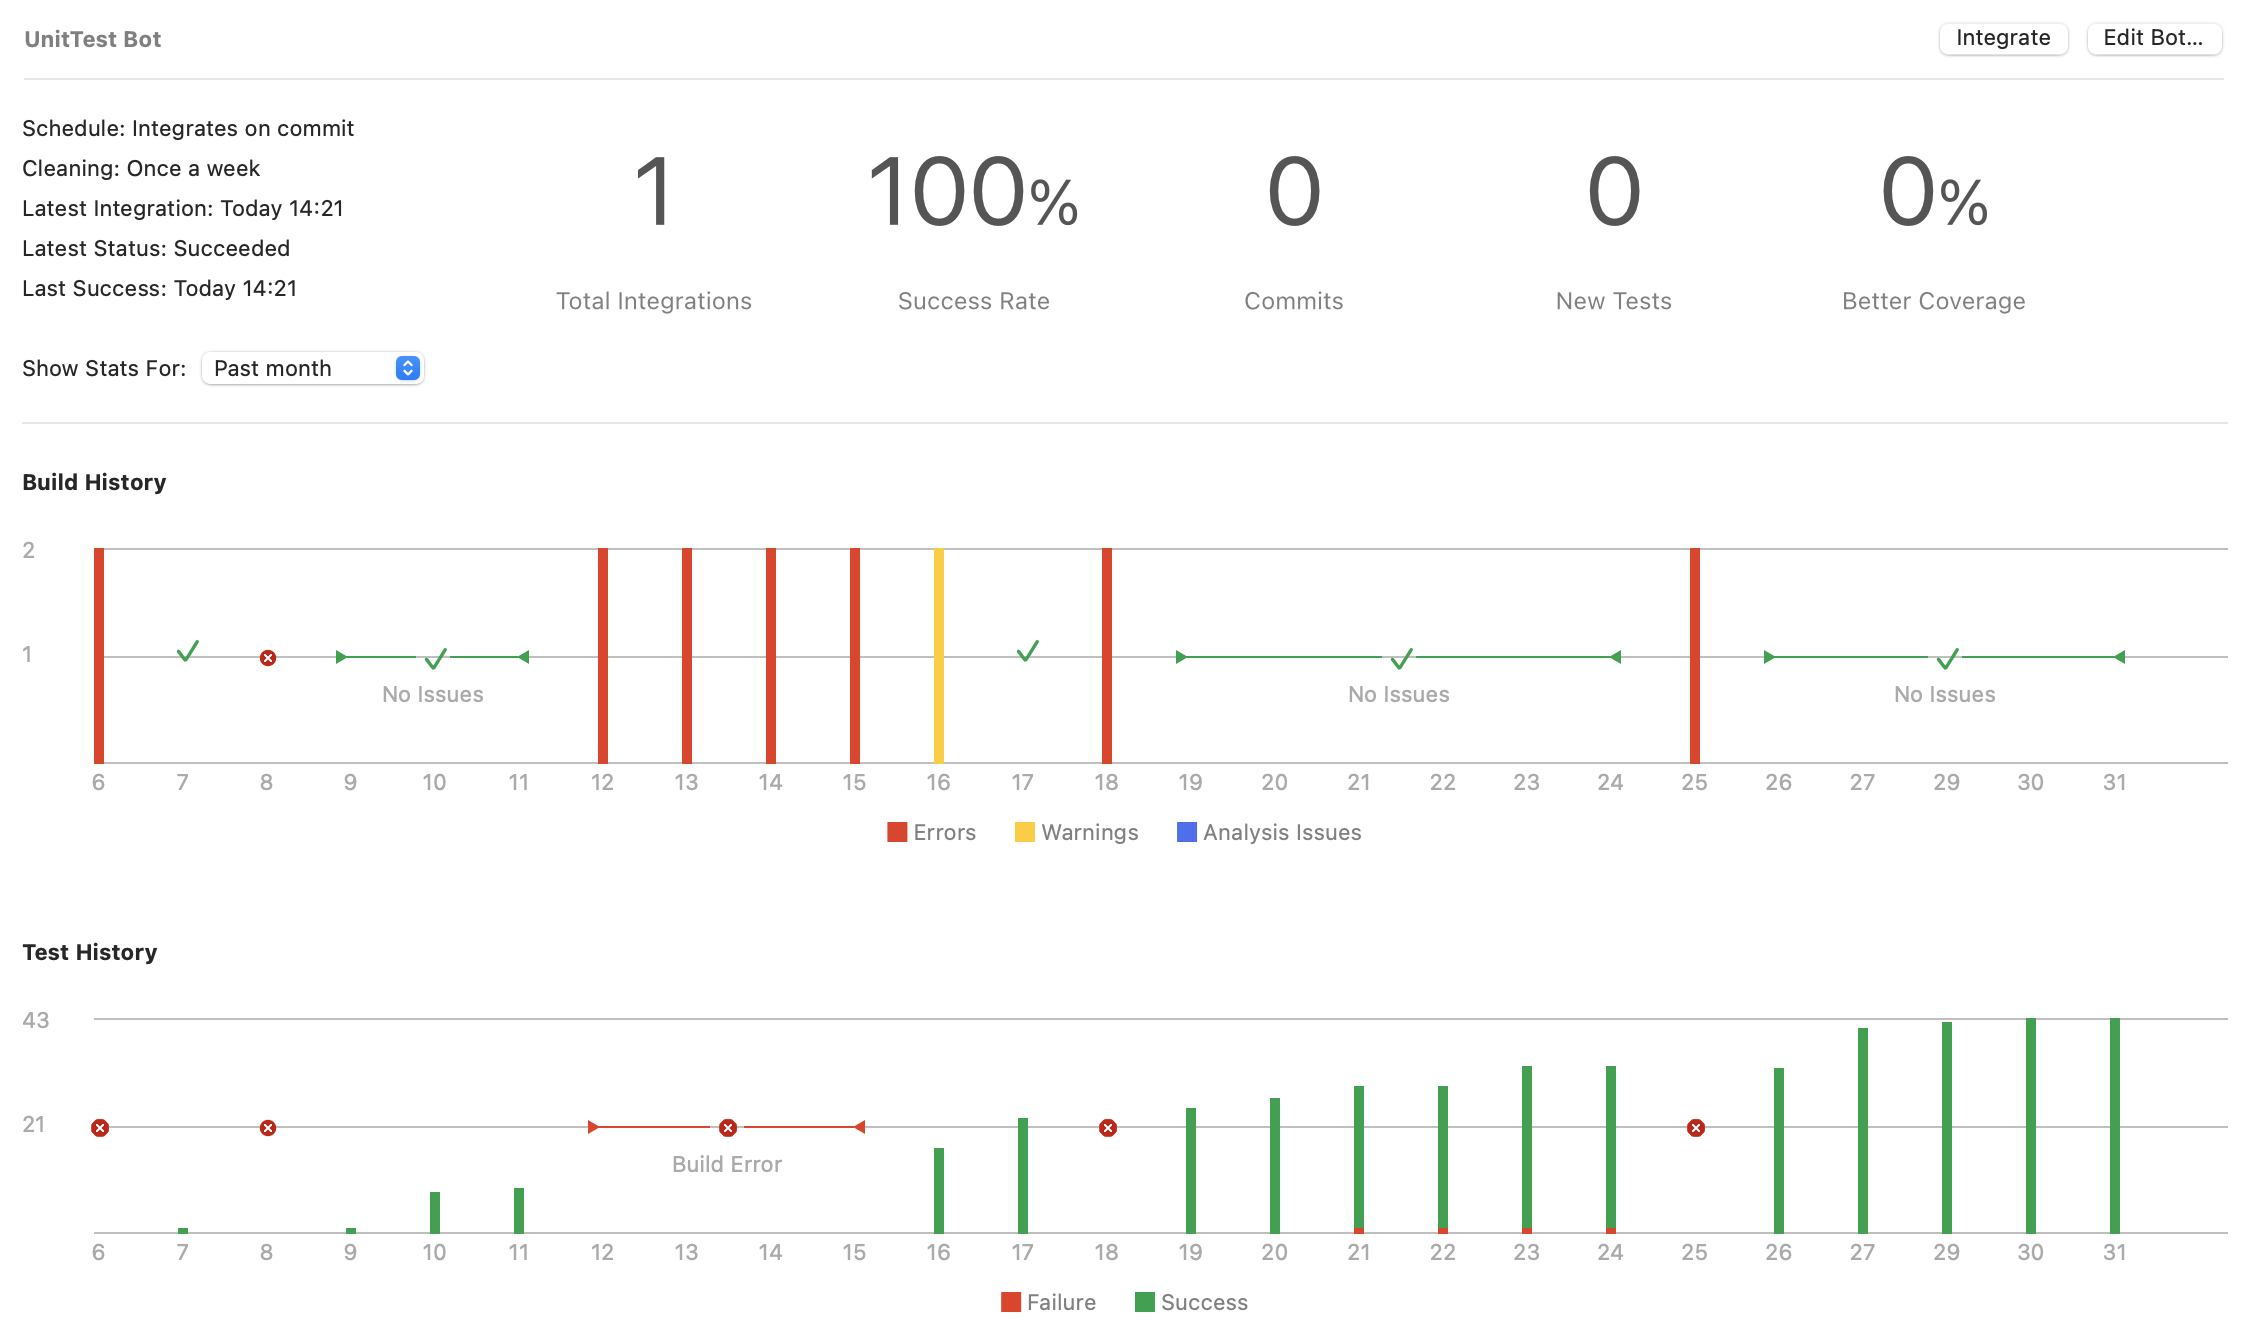 UnitTest Bot
Integrate
Edit Bot...
Schedule: Integrates on commit
Cleaning: Once a week
Latest Integration: Today 14:21
Latest Status: Succeeded
Last Success: Today 14:21
1
Total Integrations
100%
Success Rate
0
Commits
0
New Tests
0%
Better Coverage
Show Stats For: Past month
Build History
2
1
No Issues
No Issues
No Issues
6 7 8 9 10 11 12 13 14 15 16 17 18 19 20 21 22 23 24 25 26 27 29 30 31
Errors Warnings Analysis Issues
Test History
43
21
Build Error
6 7 8 9 10 11 12 13 14 15 16 17 18 19 20 21 22 23 24 25 26 27 29 30 31
Failure Success